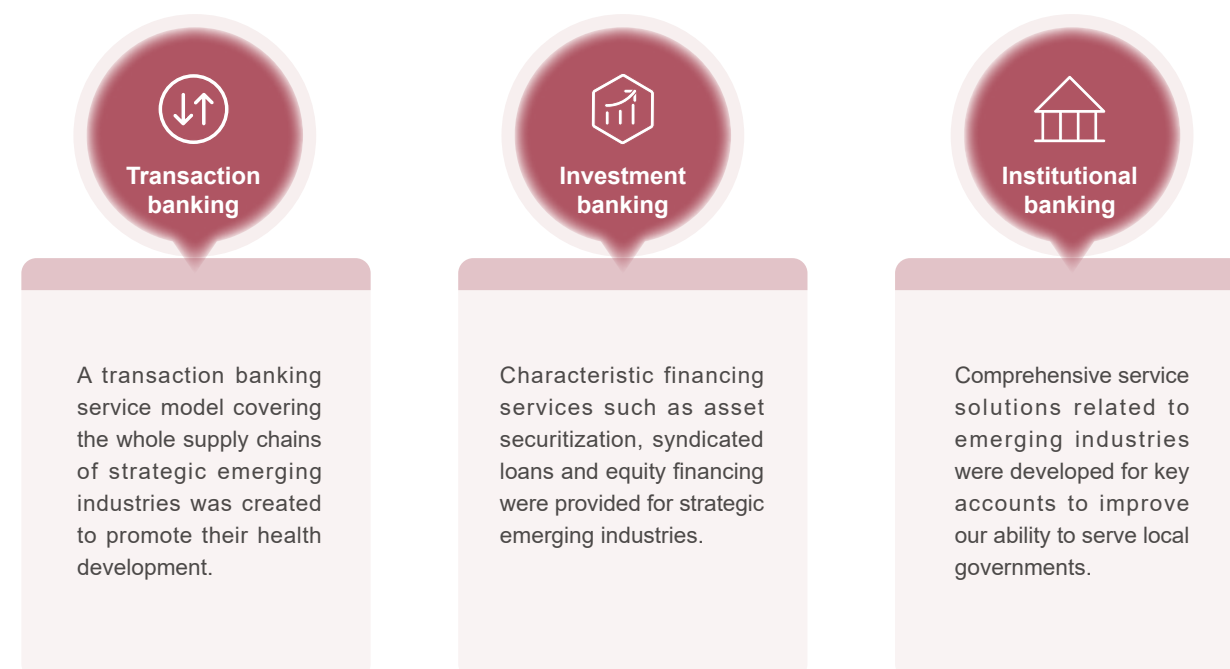 Transaction
banking
A transaction banking
service model covering
the whole supply chains
of strategic emerging
industries was created
to promote their health
development.
Investment
banking
Characteristic financing
services such as asset
securitization, syndicated
loans and equity financing
were provided for strategic
emerging industries.
Institutional
banking
Comprehensive service
solutions related to
emerging industries
were developed for key
accounts to improve
our ability to serve local
governments.